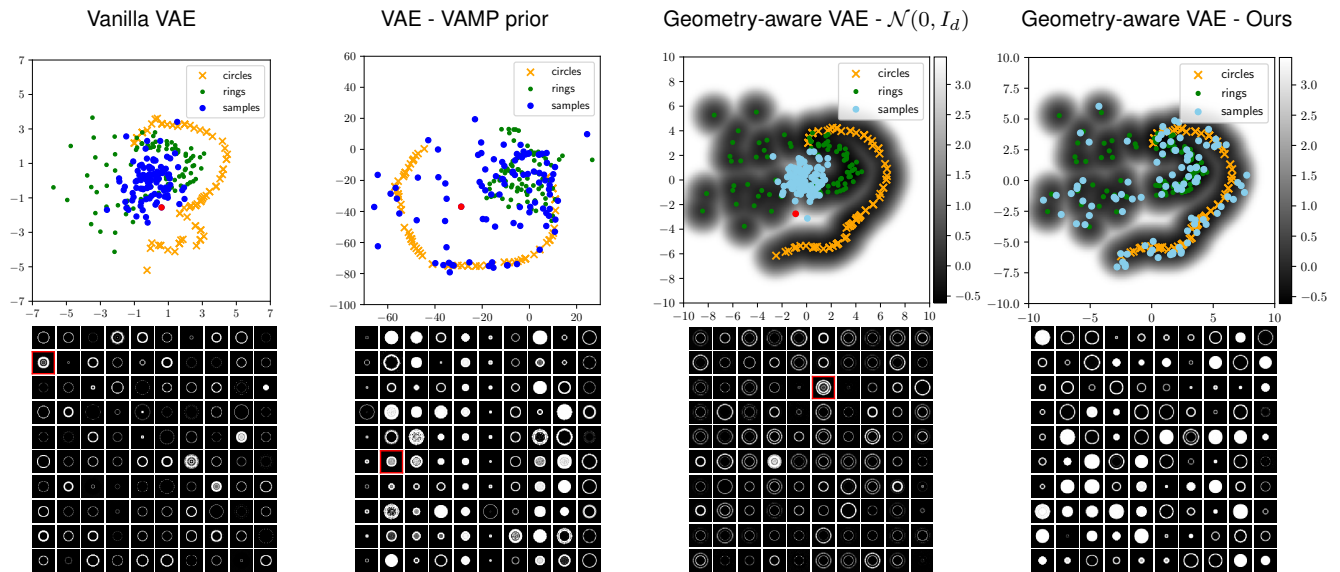 Vanilla VAE
VAE - VAMP prior
Geometry-aware VAE - 𝒩(0, I_d)
Geometry-aware VAE - Ours
7
5
3
1
−1
−3
−5
−7
−7 −5 −3 −1 1 3 5 7
circles
rings
samples
60
40
20
0
−20
−40
−60
−80
−100
−60 −40 −20 0 20
circles
rings
samples
10
8
6
4
2
0
−2
−4
−6
−8
−10
−10 −8 −6 −4 −2 0 2 4 6 8 10
circles
rings
samples
3.0
2.5
2.0
1.5
1.0
0.5
0.0
−0.5
10.0
7.5
5.0
2.5
0.0
−2.5
−5.0
−7.5
−10.0
−5 0 5 10
circles
rings
samples
3.0
2.5
2.0
1.5
1.0
0.5
0.0
−0.5